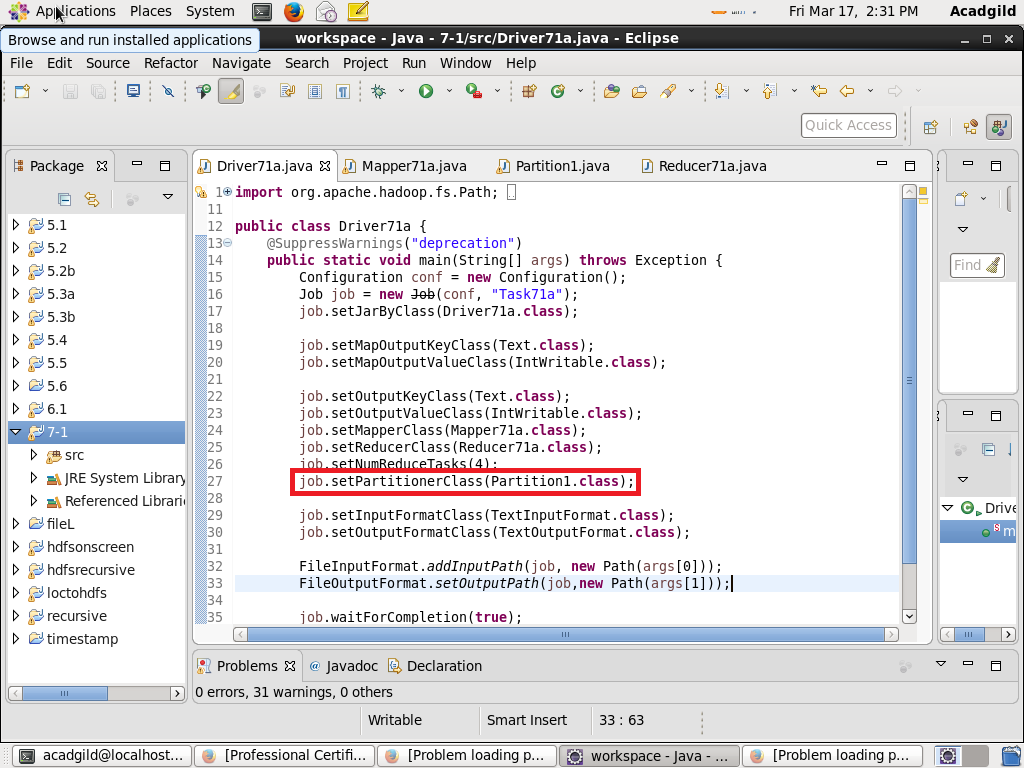 Applications Places System Fri Mar 17, 2:31 PM Acadgild
Browse and run installed applications
workspace - Java - 7-1/src/Driver71a.java - Eclipse
File Edit Source Refactor Navigate Search Project Run Window Help
Quick Access
Package
Driver71a.java Mapper71a.java Partition1.java Reducer71a.java
5.1
5.2
5.2b
5.3a
5.3b
5.4
5.5
5.6
6.1
7-1
src
JRE System Library
Referenced Librari
fileL
hdfsonscreen
hdfsrecursive
loctohdfs
recursive
timestamp
1 import org.apache.hadoop.fs.Path;
11
12 public class Driver71a {
13 @SuppressWarnings("deprecation")
14 public static void main(String[] args) throws Exception {
15 Configuration conf = new Configuration();
16 Job job = new Job(conf, "Task71a");
17 job.setJarByClass(Driver71a.class);
18
19 job.setMapOutputKeyClass(Text.class);
20 job.setMapOutputValueClass(IntWritable.class);
21
22 job.setOutputKeyClass(Text.class);
23 job.setOutputValueClass(IntWritable.class);
24 job.setMapperClass(Mapper71a.class);
25 job.setReducerClass(Reducer71a.class);
26 job.setNumReduceTasks(4);
27 job.setPartitionerClass(Partition1.class);
28
29 job.setInputFormatClass(TextInputFormat.class);
30 job.setOutputFormatClass(TextOutputFormat.class);
31
32 FileInputFormat.addInputPath(job, new Path(args[0]));
33 FileOutputFormat.setOutputPath(job,new Path(args[1]));
34
35 job.waitForCompletion(true);
Find
Drive
m
Problems Javadoc Declaration
0 errors, 31 warnings, 0 others
Writable Smart Insert 33 : 63
acadgild@localhost... [Professional Certifi... [Problem loading p... workspace - Java - ... [Problem loading p...